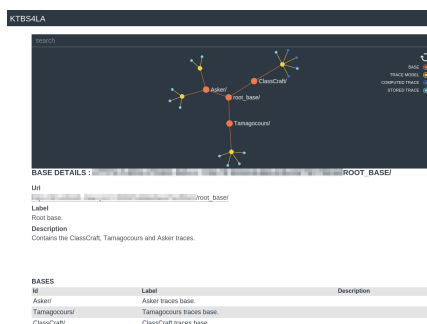 KTBS4LA
search
BASE
TRACE MODEL
COMPUTED TRACE
STORED TRACE
ClassCraft/
Asker/
root_base/
Tamagocours/
BASE DETAILS : ROOT_BASE/
Url
/root_base/
Label
Root base.
Description
Contains the ClassCraft, Tamagocours and Asker traces.
BASES
Id Label Description
Asker/ Asker traces base.
Tamagocours/ Tamagocours traces base.
ClassCraft/ ClassCraft traces base.